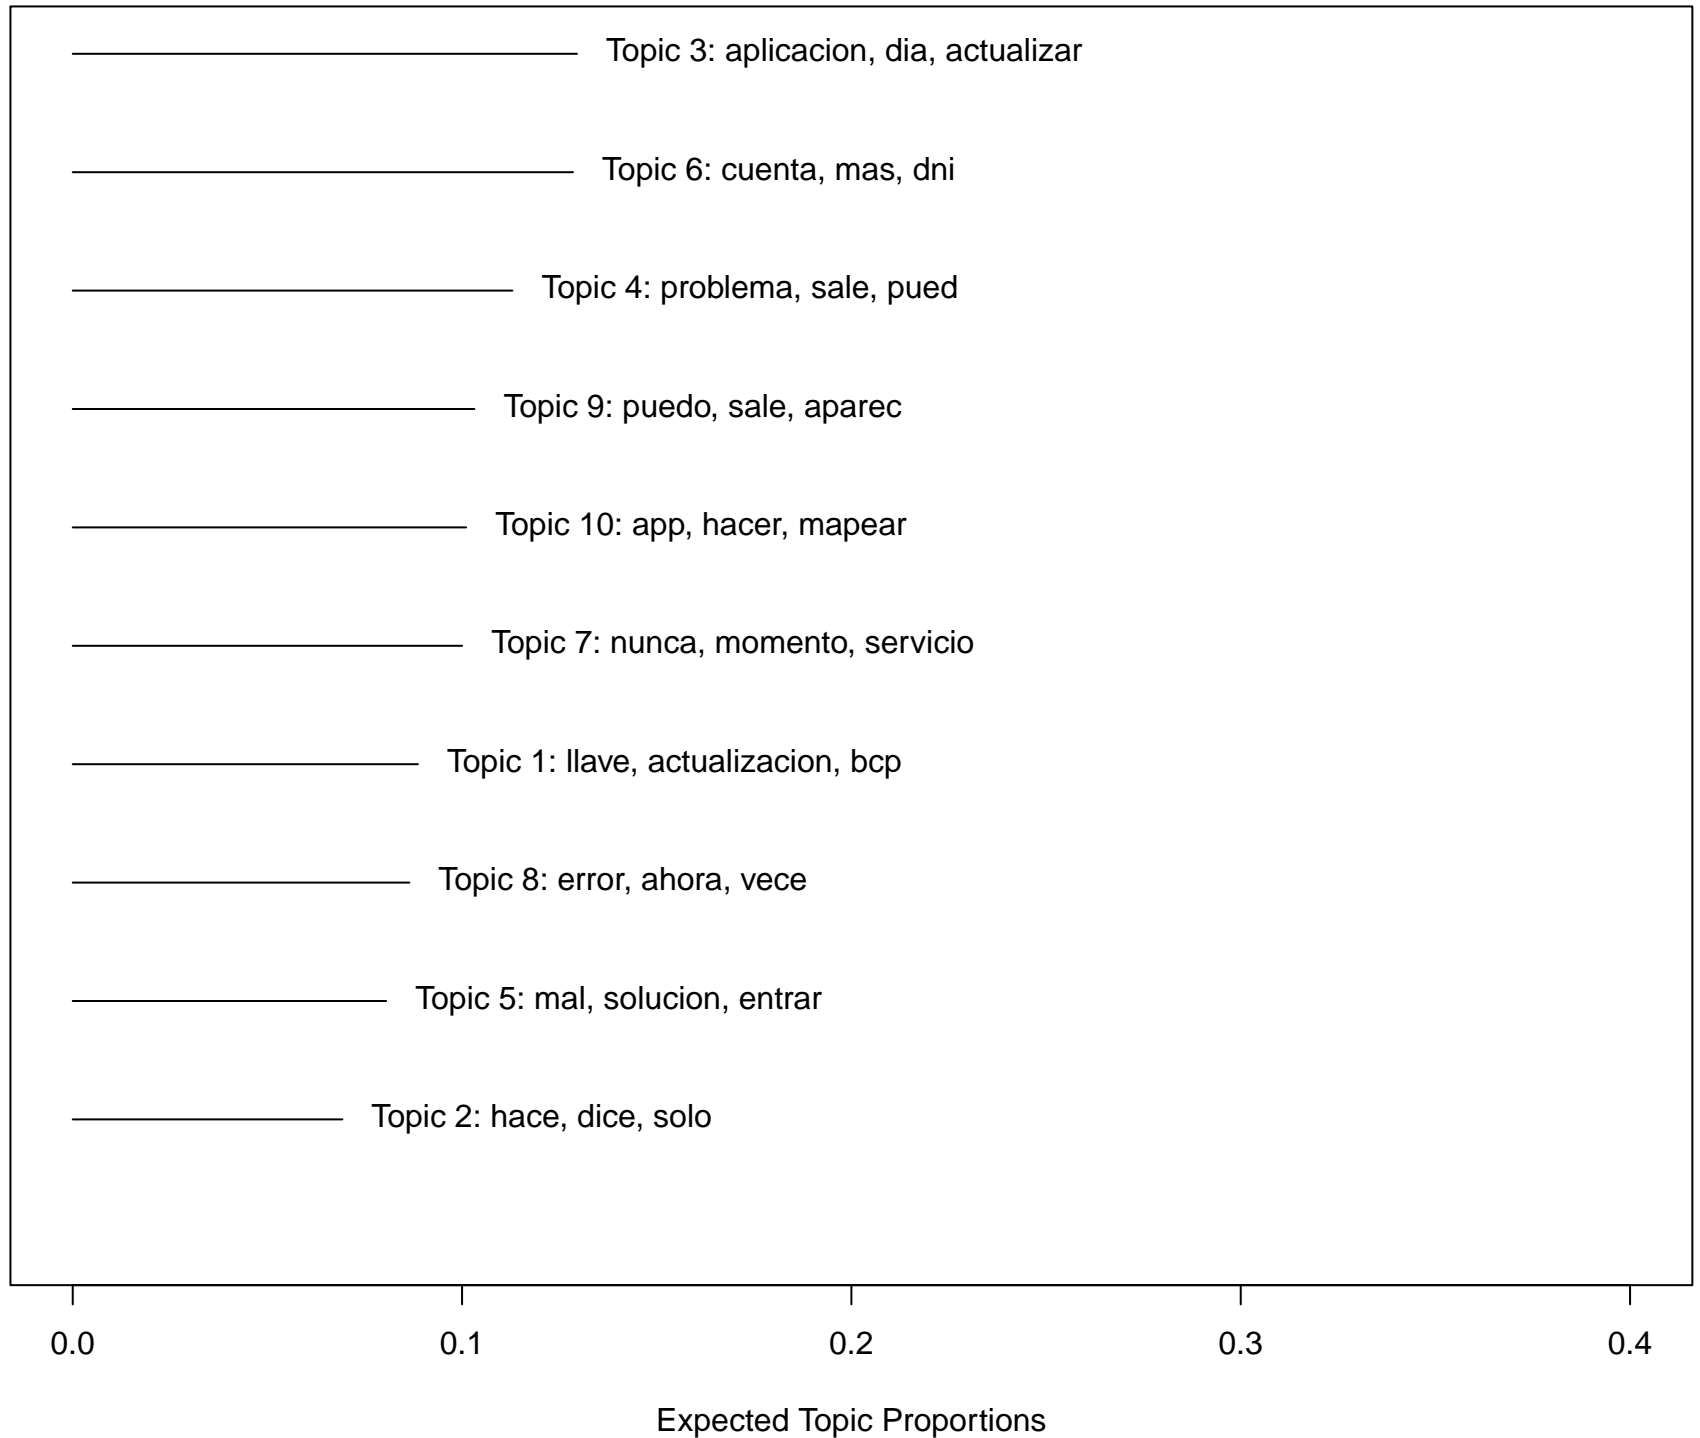 Topic 3: aplicacion, dia, actualizar
Topic 6: cuenta, mas, dni
Topic 4: problema, sale, pued
Topic 9: puedo, sale, aparec
Topic 10: app, hacer, mapear
Topic 7: nunca, momento, servicio
Topic 1: llave, actualizacion, bcp
Topic 8: error, ahora, vece
Topic 5: mal, solucion, entrar
Topic 2: hace, dice, solo
0.0 0.1 0.2 0.3 0.4
Expected Topic Proportions